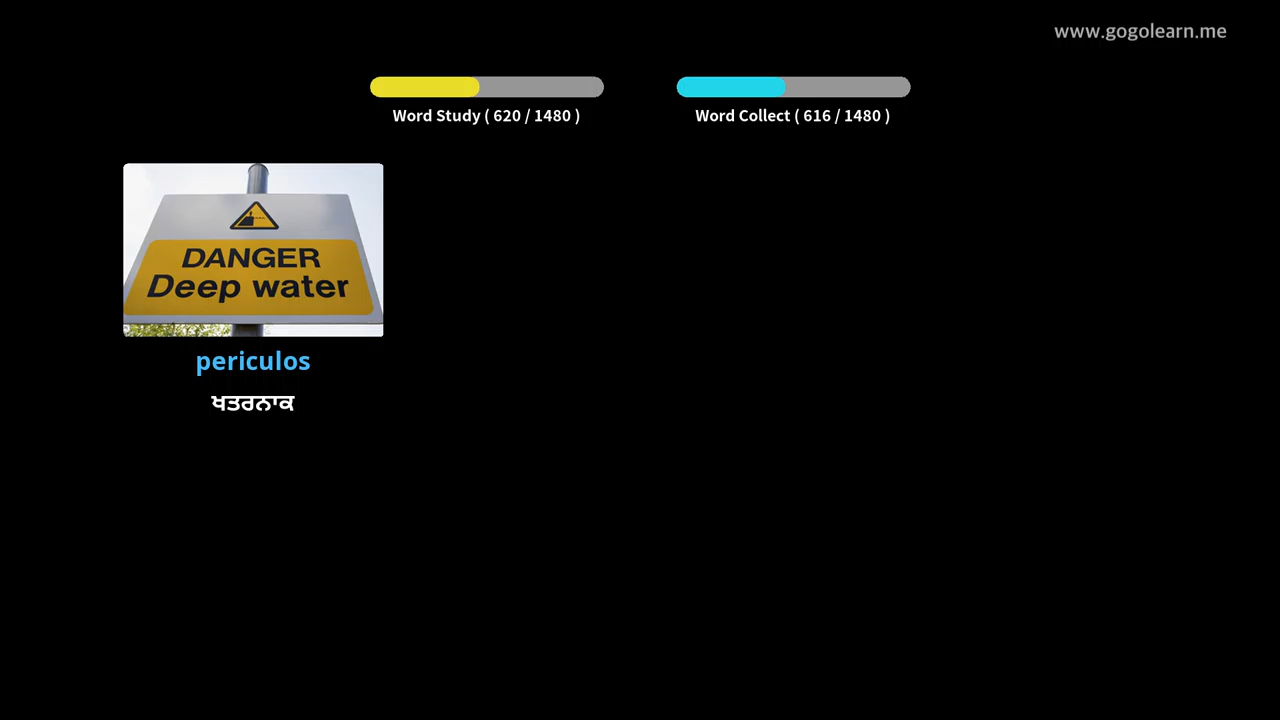 www.gogolearn.me
Word Study ( 620 / 1480 )
Word Collect ( 616 / 1480 )
DANGER
Deep water
periculos
ਖਤਰਨਾਕ